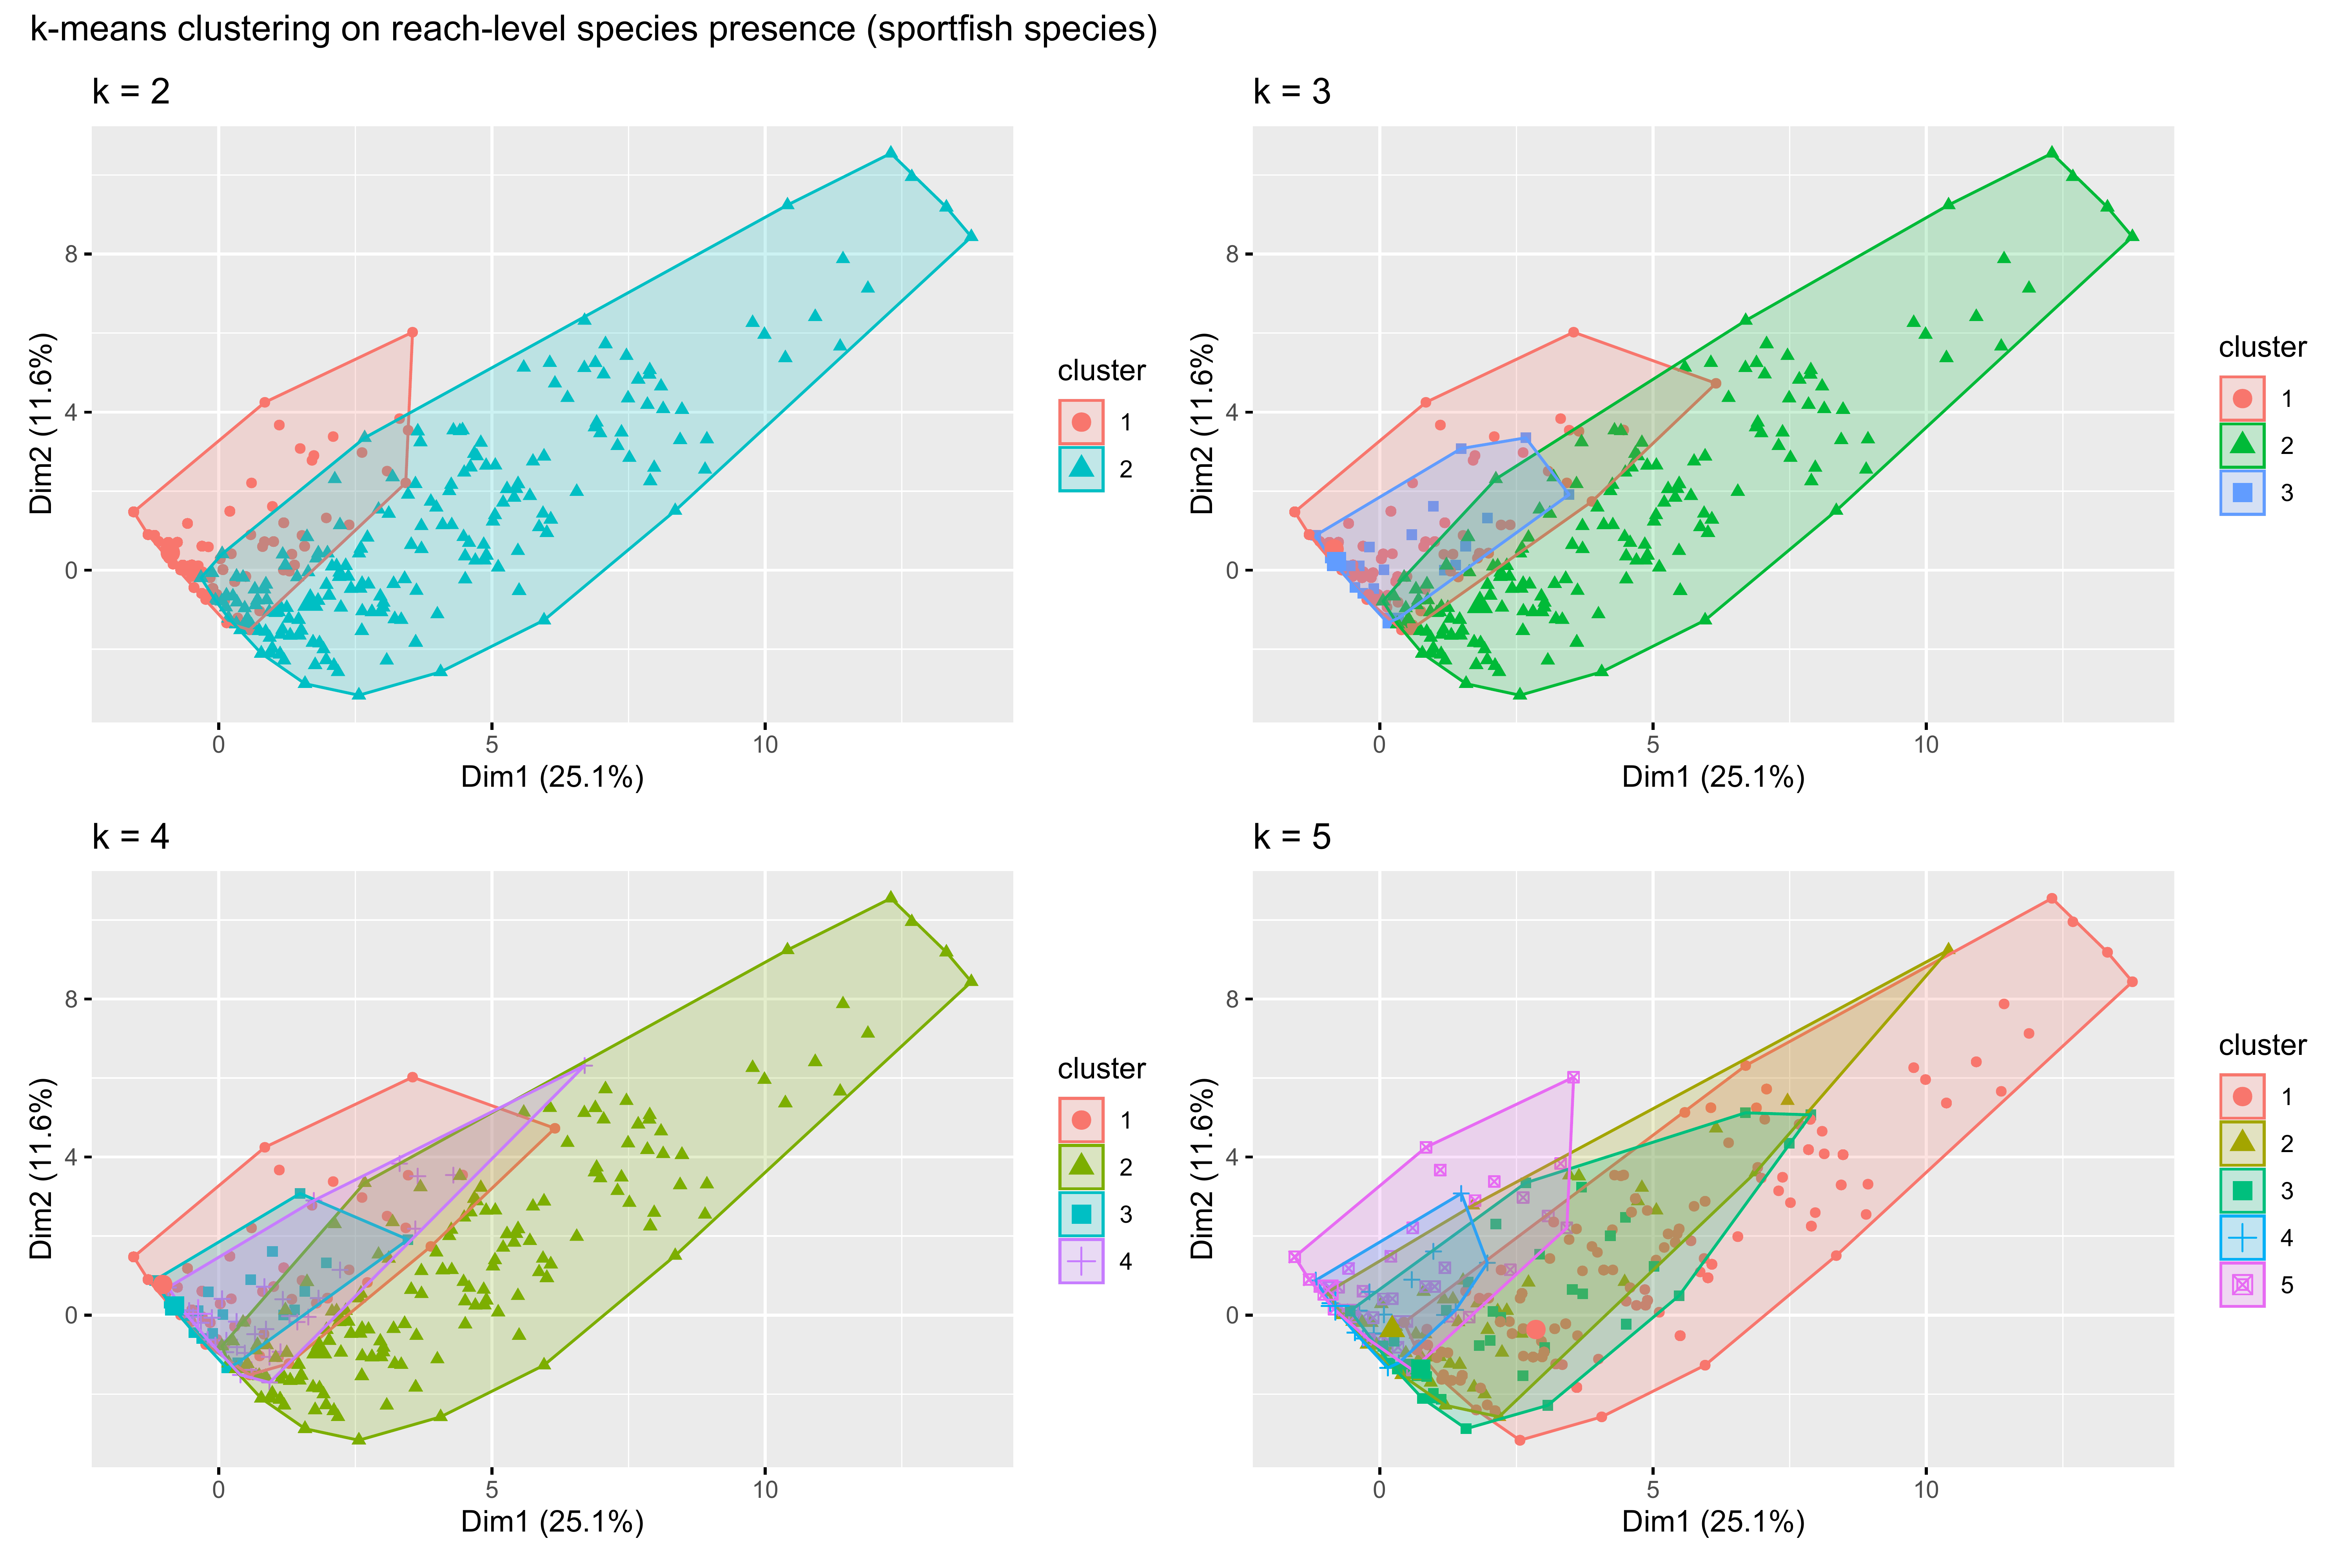 k-means clustering on reach-level species presence (sportfish species)
k = 2
8
4
0
0
5
10
Dim2 (11.6%)
Dim1 (25.1%)
cluster
1
2
k = 3
8
4
0
0
5
10
Dim2 (11.6%)
Dim1 (25.1%)
cluster
1
2
3
k = 4
8
4
0
0
5
10
Dim2 (11.6%)
Dim1 (25.1%)
cluster
1
2
3
4
k = 5
8
4
0
0
5
10
Dim2 (11.6%)
Dim1 (25.1%)
cluster
1
2
3
4
5